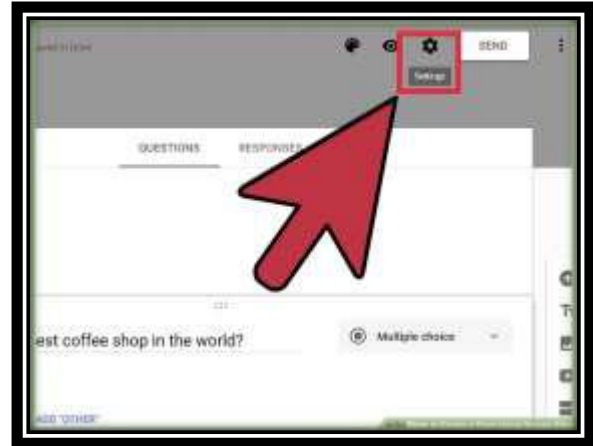 SEND
Settings
QUESTIONS RESPONSES
est coffee shop in the world?
Multiple choice
ADD "OTHER"